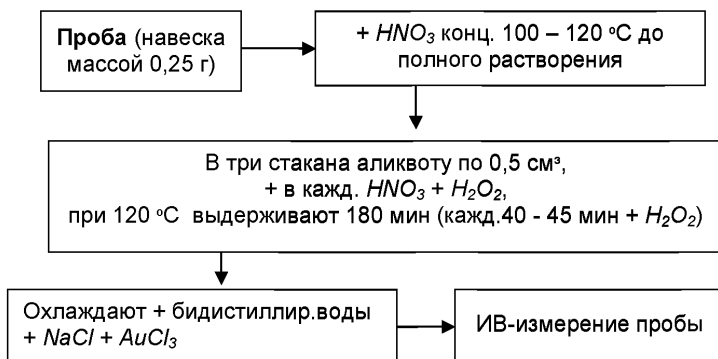 Проба (навеска
массой 0,25 г)
+ HNO₃ конц. 100 – 120 ºС до
полного растворения
В три стакана аликвоту по 0,5 см³,
+ в кажд. HNO₃ + H₂O₂,
при 120 ºС выдерживают 180 мин (кажд.40 - 45 мин + H₂O₂)
Охлаждают + бидистиллир.воды
+ NaCl + AuCl₃
ИВ-измерение пробы